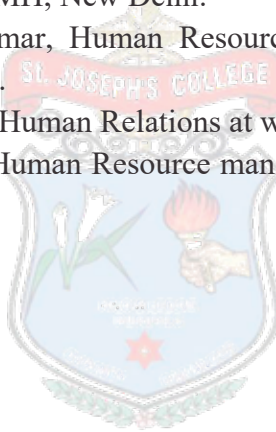 MH, New Delhi.
mar, Human Resourc
ST. JOSEPH'S COLLEGE
.
Human Relations at w
Human Resource man